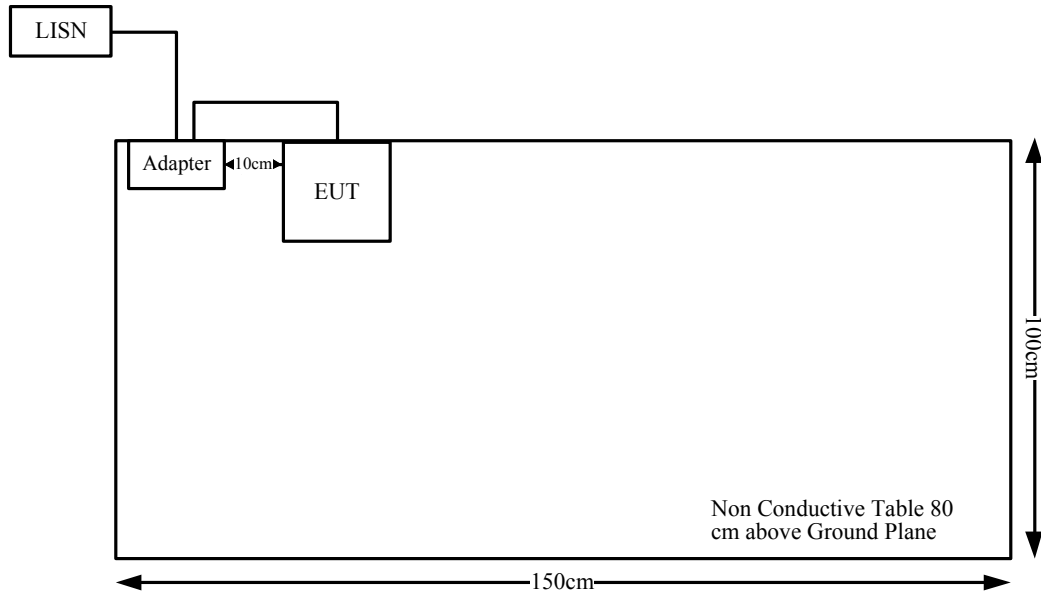 LISN
Adapter
10cm
EUT
100cm
Non Conductive Table 80
cm above Ground Plane
150cm